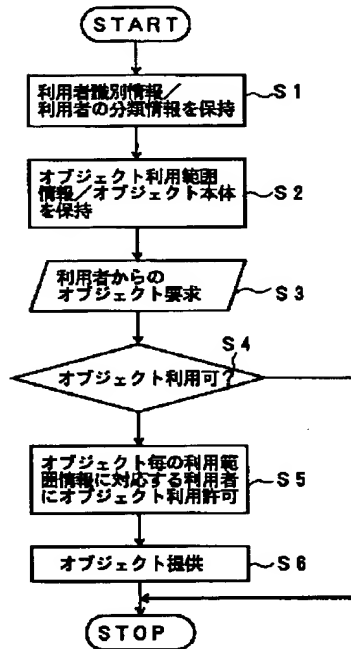 START
利用者識別情報／
利用者の分類情報を保持
S1
オブジェクト利用範囲
情報／オブジェクト本体
を保持
S2
利用者からの
オブジェクト要求
S3
S4
オブジェクト利用可？
オブジェクト毎の利用範
囲情報に対応する利用者
にオブジェクト利用許可
S5
オブジェクト提供
S6
STOP